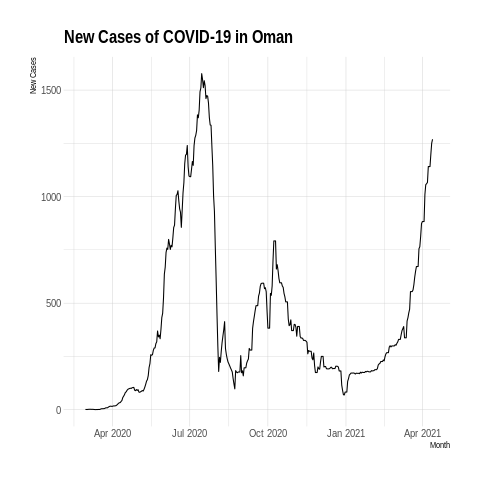 New Cases of COVID-19 in Oman
New Cases
1500
1000
500
0
Apr 2020 Jul 2020 Oct 2020 Jan 2021 Apr 2021
Month